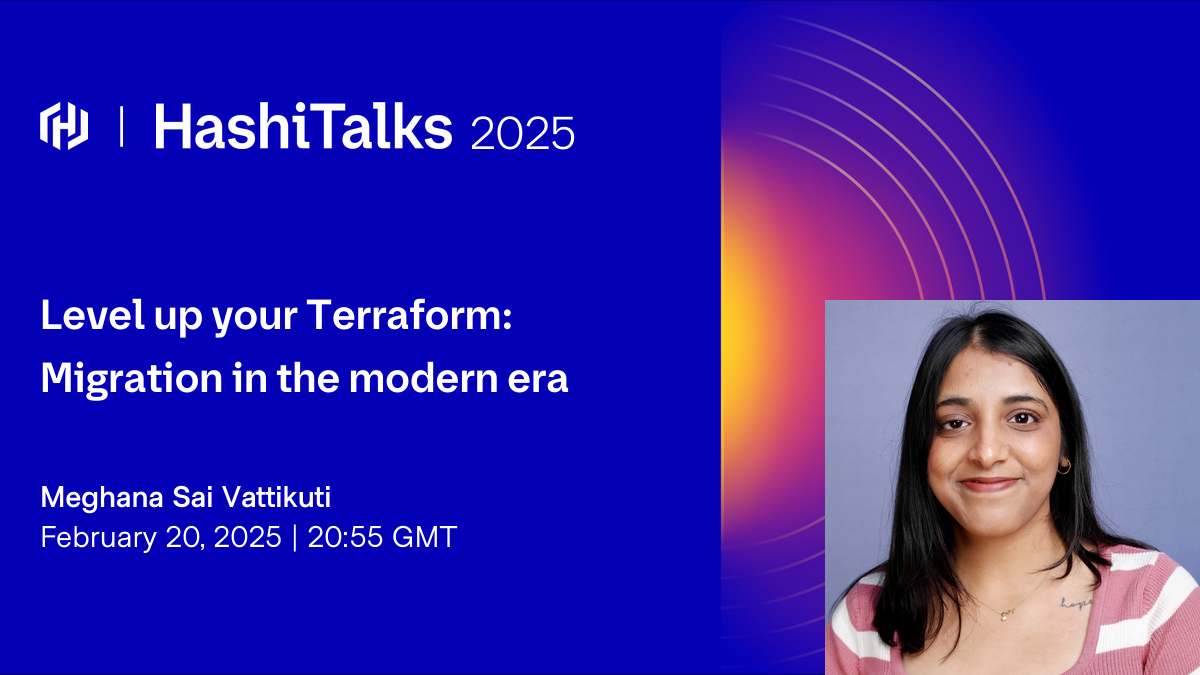 HashiTalks 2025
Level up your Terraform:
Migration in the modern era
Meghana Sai Vattikuti
February 20, 2025 | 20:55 GMT
hope